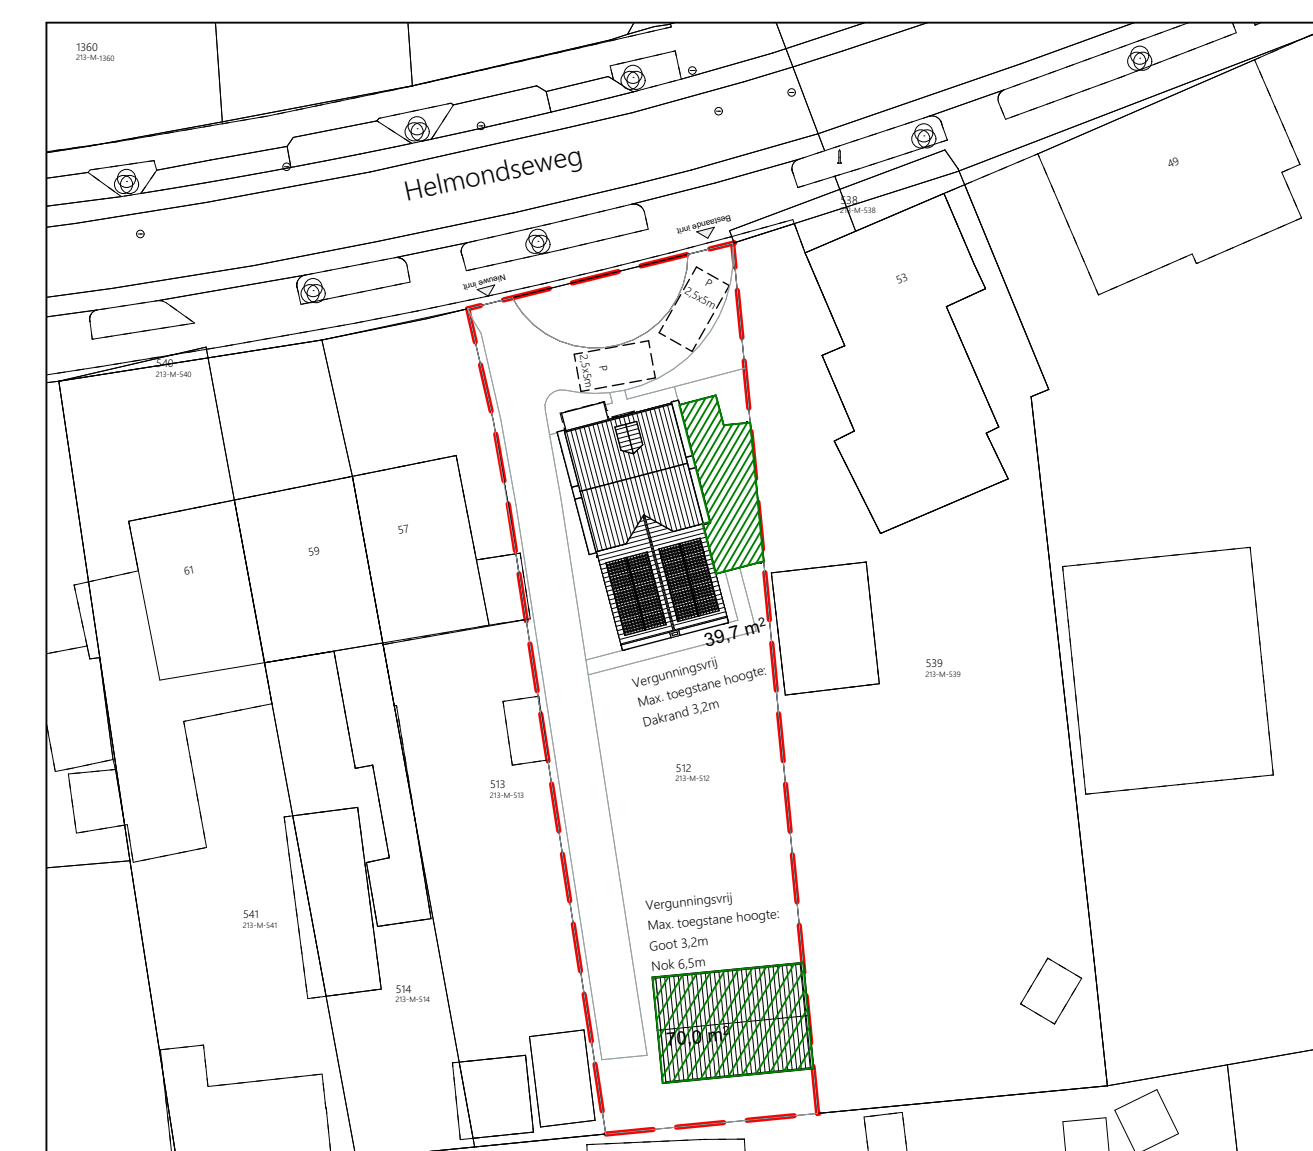 1360
213-M-1360
Helmondseweg
49
538
213-M-538
Bestaande inrit
Nieuwe inrit
53
P
2,5x5m
P
2,5x5m
540
213-M-540
57
59
61
39,7 m²
Vergunningsvrij
Max. toegstane hoogte:
Dakrand 3,2m
539
213-M-539
512
213-M-512
513
213-M-513
Vergunningsvrij
Max. toegstane hoogte:
Goot 3,2m
Nok 6,5m
541
213-M-541
514
213-M-514
70,0 m²